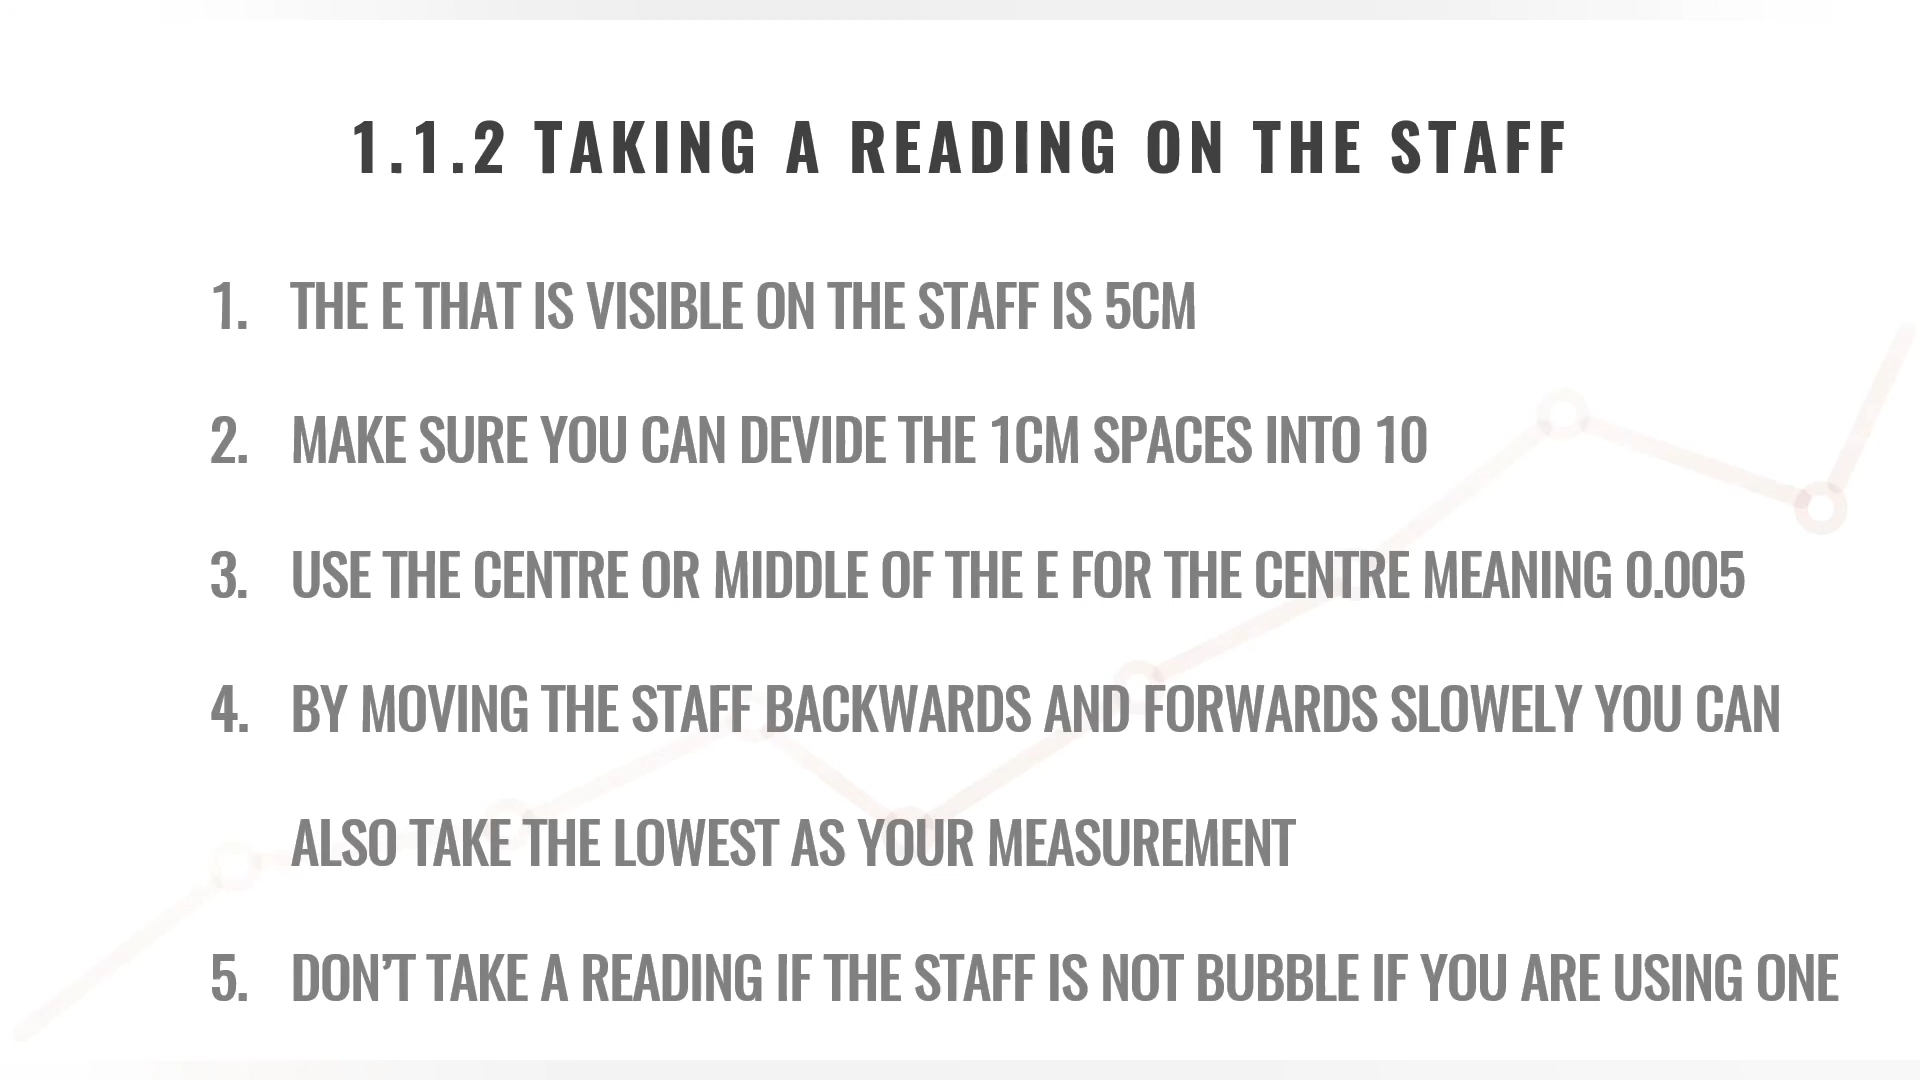 1.1.2 TAKING A READING ON THE STAFF
1. THE E THAT IS VISIBLE ON THE STAFF IS 5CM
2. MAKE SURE YOU CAN DEVIDE THE 1CM SPACES INTO 10
3. USE THE CENTRE OR MIDDLE OF THE E FOR THE CENTRE MEANING 0.005
4. BY MOVING THE STAFF BACKWARDS AND FORWARDS SLOWELY YOU CAN
ALSO TAKE THE LOWEST AS YOUR MEASUREMENT
5. DON’T TAKE A READING IF THE STAFF IS NOT BUBBLE IF YOU ARE USING ONE